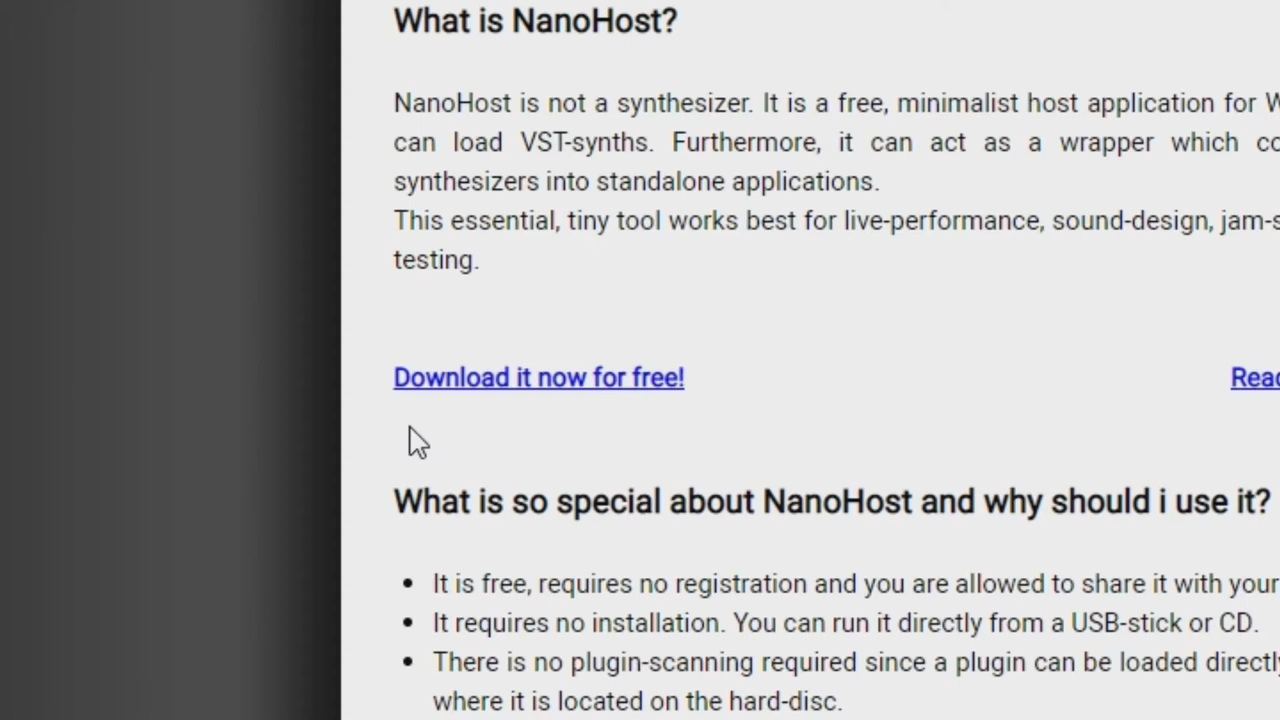 What is NanoHost?
NanoHost is not a synthesizer. It is a free, minimalist host application for
can load VST-synths. Furthermore, it can act as a wrapper which
synthesizers into standalone applications.
This essential, tiny tool works best for live-performance, sound-design,
testing.
Download it now for free!
What is so special about NanoHost and why should i use it?
It is free, requires no registration and you are allowed to share it with your
It requires no installation. You can run it directly from a USB-stick or CD.
There is no plugin-scanning required since a plugin can be loaded directly
where it is located on the hard-disc.